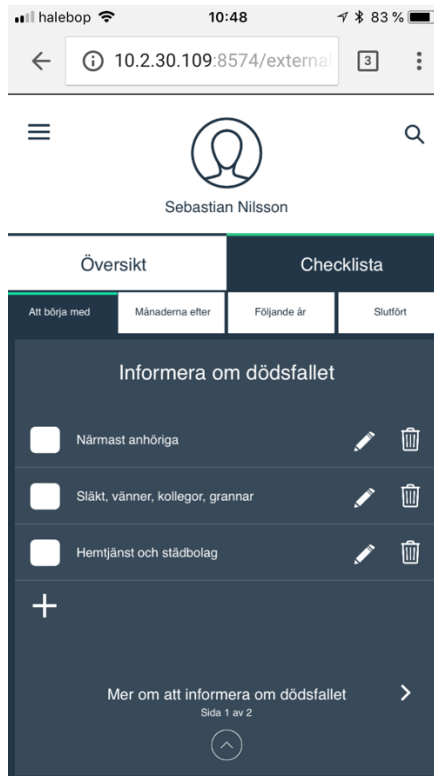 halebop 10:48 83 %
10.2.30.109:8574/external 3
Sebastian Nilsson
Översikt Checklista
Att börja med Månaderna efter Följande år Slutfört
Informera om dödsfallet
Närmast anhöriga
Släkt, vänner, kollegor, grannar
Hemtjänst och städbolag
Mer om att informera om dödsfallet
Sida 1 av 2